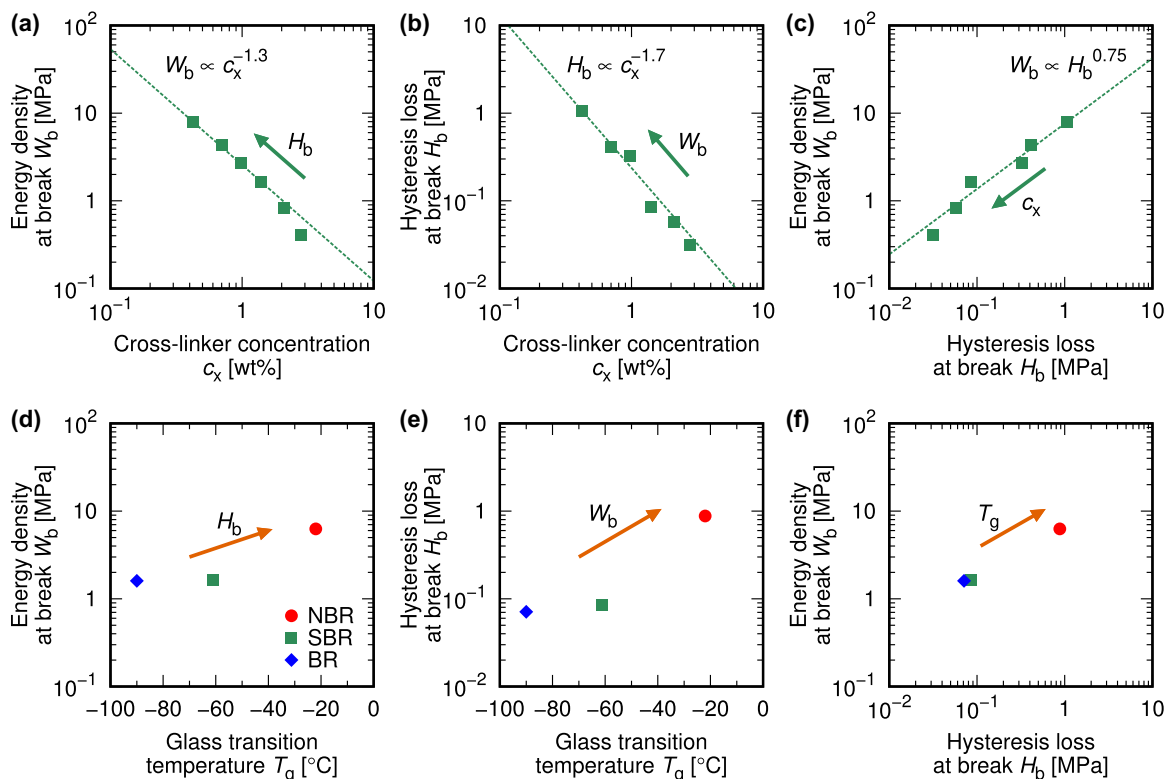 (a)
10^2
10
1
10^-1
Energy density
at break W_b [MPa]
W_b ∝ c_x^-1.3
H_b
10^-1
1
10
Cross-linker concentration
c_x [wt%]
(b)
10
1
10^-1
10^-2
Hysteresis loss
at break H_b [MPa]
H_b ∝ c_x^-1.7
W_b
10^-1
1
10
Cross-linker concentration
c_x [wt%]
(c)
10^2
10
1
10^-1
Energy density
at break W_b [MPa]
W_b ∝ H_b^0.75
c_x
10^-2
10^-1
1
10
Hysteresis loss
at break H_b [MPa]
(d)
10^2
10
1
10^-1
Energy density
at break W_b [MPa]
H_b
NBR
SBR
BR
−100
−80
−60
−40
−20
0
Glass transition
temperature T_g [°C]
(e)
10
1
10^-1
10^-2
Hysteresis loss
at break H_b [MPa]
W_b
−100
−80
−60
−40
−20
0
Glass transition
temperature T_g [°C]
(f)
10^2
10
1
10^-1
Energy density
at break W_b [MPa]
T_g
10^-2
10^-1
1
10
Hysteresis loss
at break H_b [MPa]